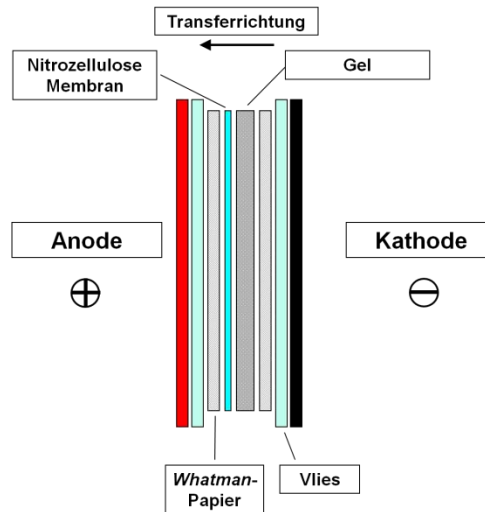 Transferrichtung
Nitrozellulose
Membran
Gel
Anode
Kathode
Whatman-
Papier
Vlies